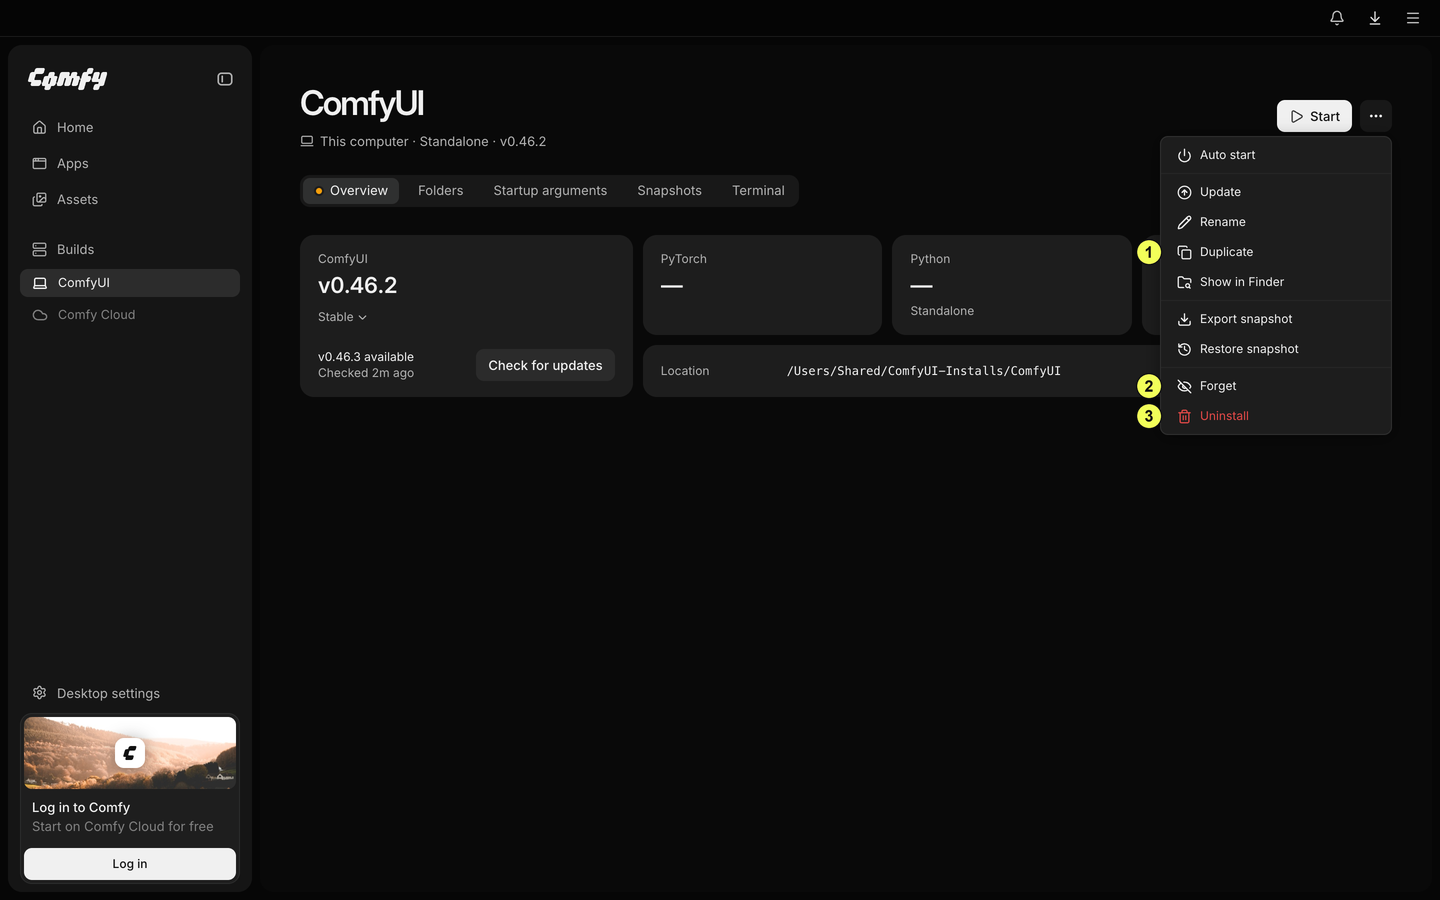 Comfy
Home
Apps
Assets
Builds
ComfyUI
Comfy Cloud
Desktop settings
Log in to Comfy
Start on Comfy Cloud for free
Log in
ComfyUI
This computer · Standalone · v0.46.2
Start
Overview
Folders
Startup arguments
Snapshots
Terminal
ComfyUI
v0.46.2
Stable
v0.46.3 available
Checked 2m ago
Check for updates
PyTorch
—
Python
—
Standalone
Location
/Users/Shared/ComfyUI-Installs/ComfyUI
Auto start
Update
Rename
1 Duplicate
Show in Finder
Export snapshot
Restore snapshot
2 Forget
3 Uninstall